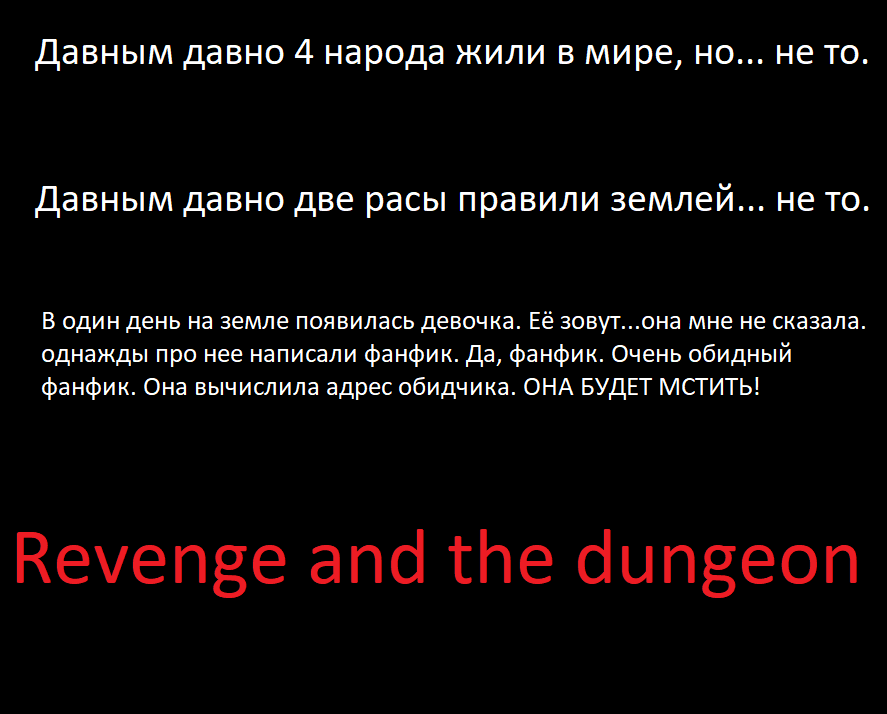 Давным давно 4 народа жили в мире, но... не то.
Давным давно две расы правили землей... не то.
В один день на земле появилась девочка. Её зовут...она мне не сказала.
однажды про нее написали фанфик. Да, фанфик. Очень обидный
фанфик. Она вычислила адрес обидчика. ОНА БУДЕТ МСТИТЬ!
Revenge and the dungeon